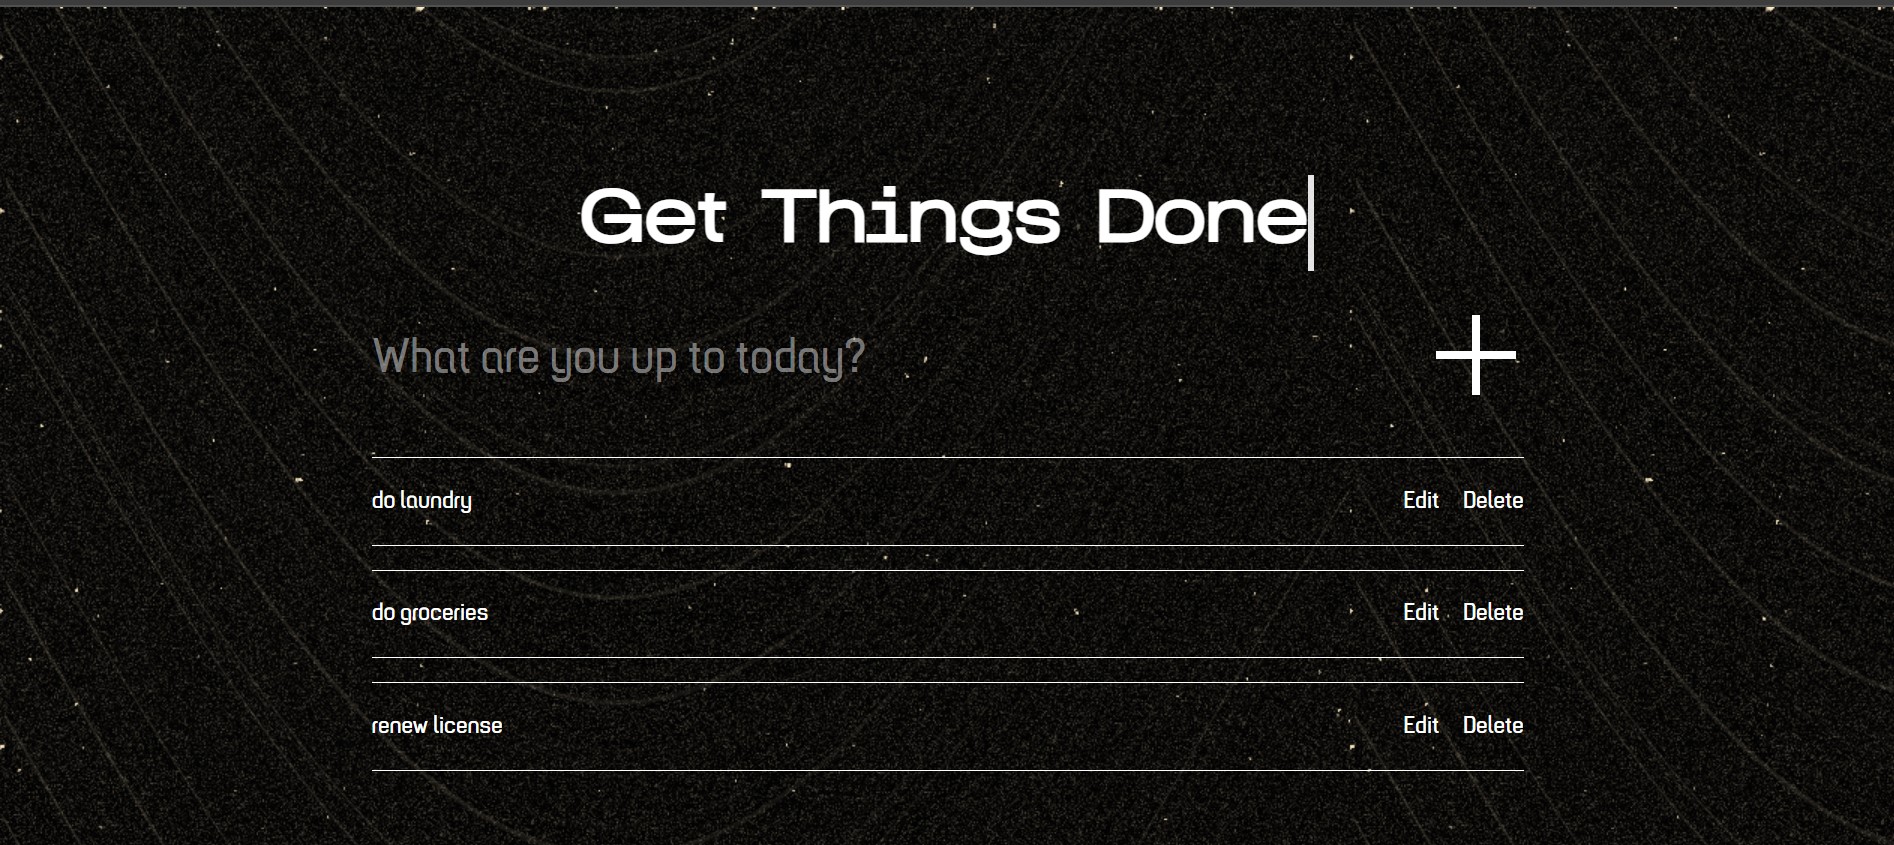 Get Things Done
What are you up to today?
do laundry Edit Delete
do groceries Edit Delete
renew license Edit Delete